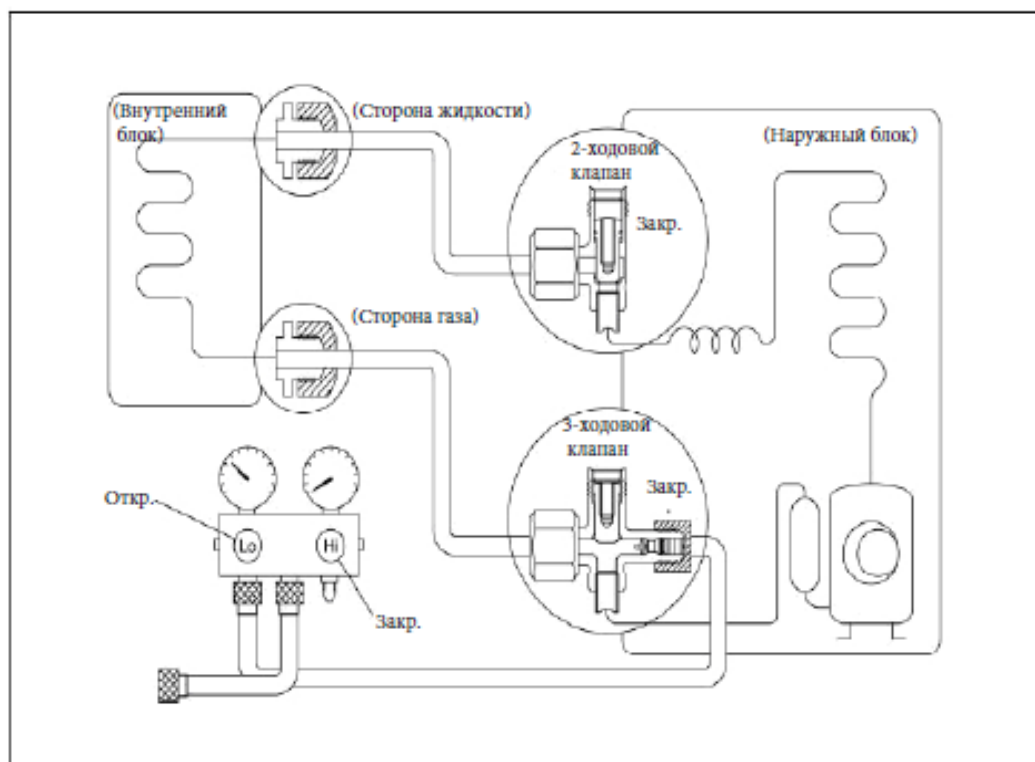 (Внутренний
блок)
(Сторона жидкости)
2-ходовой
клапан
Закр.
(Наружный блок)
(Сторона газа)
3-ходовой
клапан
Закр.
Откр.
Lo
Hi
Закр.